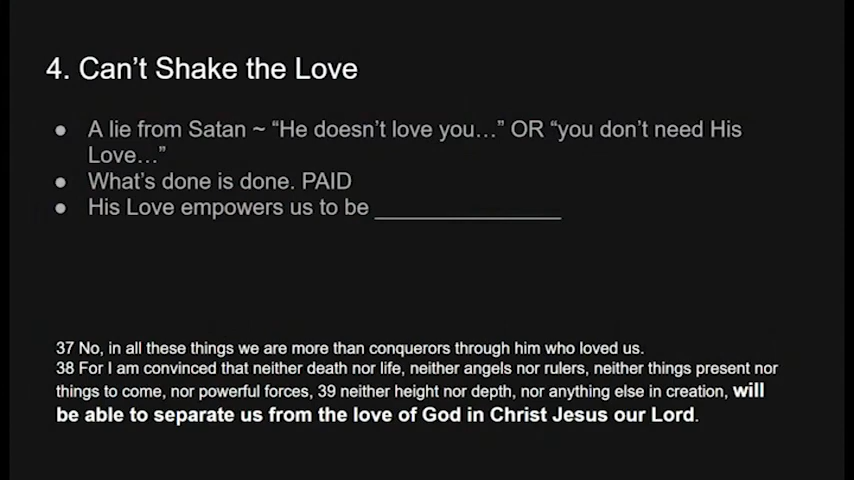 4. Can't Shake the Love
● A lie from Satan ~ “He doesn't love you…” OR “you don't need His
Love…”
● What's done is done. PAID
● His Love empowers us to be ________________
37 No, in all these things we are more than conquerors through him who loved us.
38 For I am convinced that neither death nor life, neither angels nor rulers, neither things present nor
things to come, nor powerful forces, 39 neither height nor depth, nor anything else in creation, will
be able to separate us from the love of God in Christ Jesus our Lord.